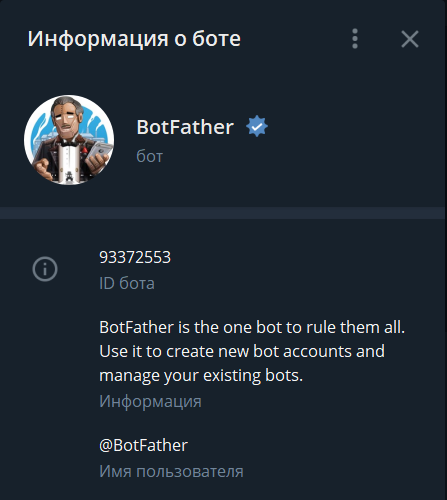 Информация о боте
BotFather
бот
93372553
ID бота
BotFather is the one bot to rule them all.
Use it to create new bot accounts and
manage your existing bots.
Информация
@BotFather
Имя пользователя